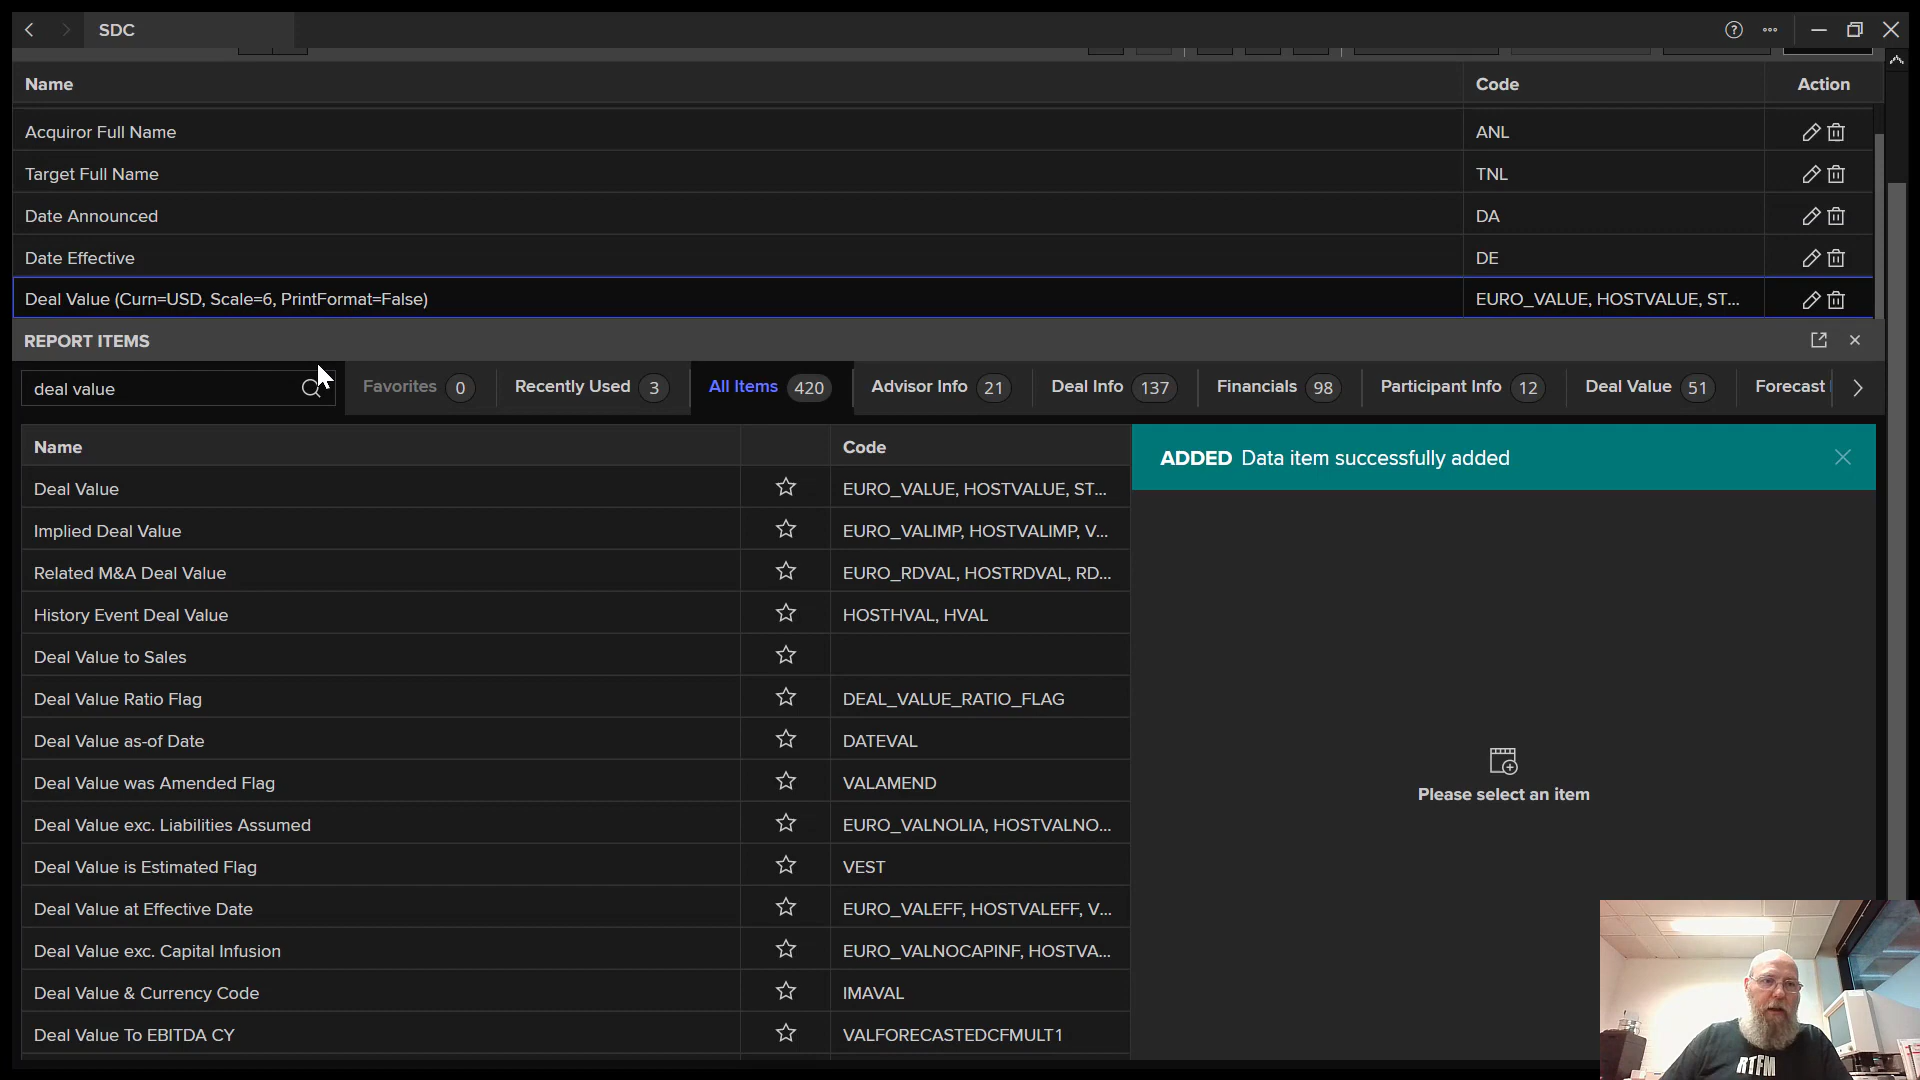 SDC
Name Code Action
Acquiror Full Name ANL
Target Full Name TNL
Date Announced DA
Date Effective DE
Deal Value (Curn=USD, Scale=6, PrintFormat=False) EURO_VALUE, HOSTVALUE, ST...
REPORT ITEMS
deal value Favorites 0 Recently Used 3 All Items 420 Advisor Info 21 Deal Info 137 Financials 98 Participant Info 12 Deal Value 51 Forecast
Name Code
ADDED Data item successfully added
Deal Value EURO_VALUE, HOSTVALUE, ST...
Implied Deal Value EURO_VALIMP, HOSTVALIMP, V...
Related M&A Deal Value EURO_RDVAL, HOSTRDVAL, RD...
History Event Deal Value HOSTHVAL, HVAL
Deal Value to Sales
Deal Value Ratio Flag DEAL_VALUE_RATIO_FLAG
Deal Value as-of Date DATEVAL
Deal Value was Amended Flag VALAMEND
Please select an item
Deal Value exc. Liabilities Assumed EURO_VALNOLIA, HOSTVALNO...
Deal Value is Estimated Flag VEST
Deal Value at Effective Date EURO_VALEFF, HOSTVALEFF, V...
Deal Value exc. Capital Infusion EURO_VALNOCAPINF, HOSTVA...
Deal Value & Currency Code IMAVAL
Deal Value To EBITDA CY VALFORECASTEDCFMULT1
RTFM